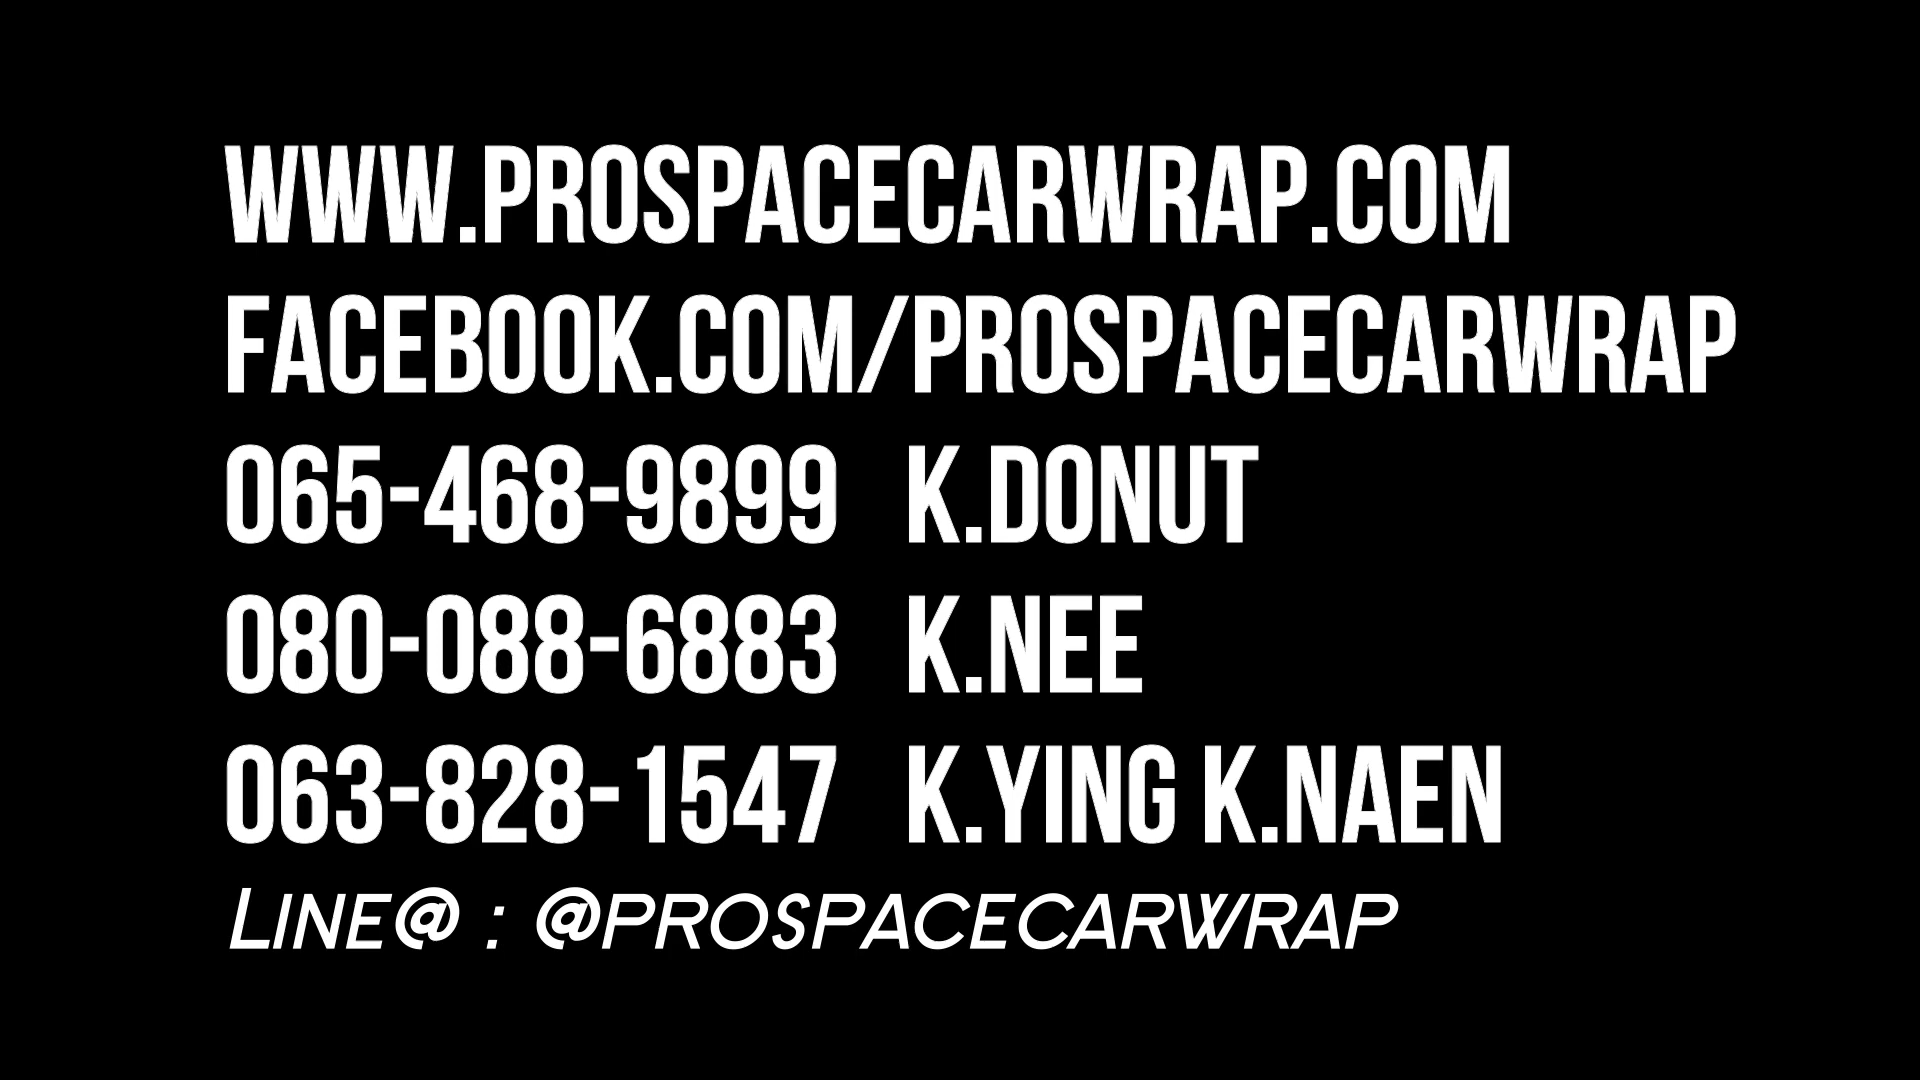 WWW.PROSPACECARWRAP.COM
FACEBOOK.COM/PROSPACECARWRAP
065-468-9899 K.DONUT
080-088-6883 K.NEE
063-828-1547 K.YING K.NAEN
LINE@ : @PROSPACECARWRAP